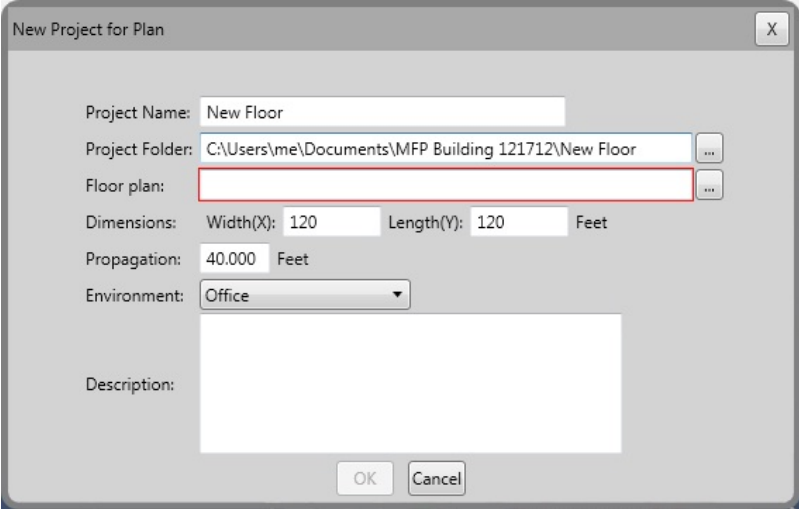 New Project for Plan X
Project Name: New Floor
Project Folder: C:\Users\me\Documents\MFP Building 121712\New Floor ...
Floor plan: ...
Dimensions: Width(X): 120 Length(Y): 120 Feet
Propagation: 40.000 Feet
Environment: Office
Description:
OK Cancel